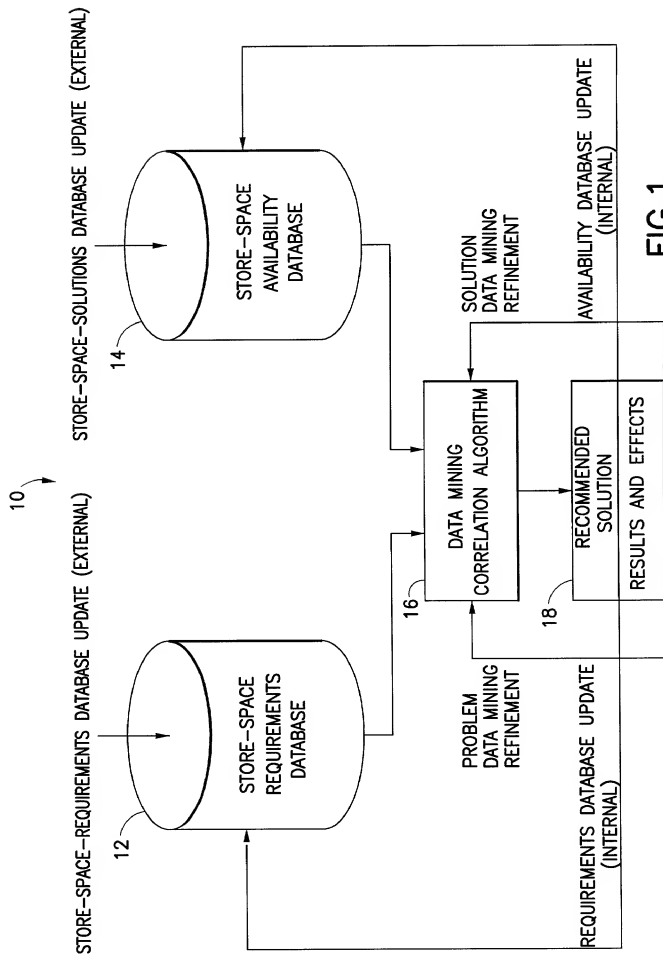 10
STORE-SPACE-REQUIREMENTS DATABASE UPDATE (EXTERNAL)
STORE-SPACE-SOLUTIONS DATABASE UPDATE (EXTERNAL)
12
STORE-SPACE
REQUIREMENTS
DATABASE
14
STORE-SPACE
AVAILABILITY
DATABASE
16
DATA MINING
CORRELATION ALGORITHM
PROBLEM
DATA MINING
REFINEMENT
SOLUTION
DATA MINING
REFINEMENT
18
RECOMMENDED
SOLUTION
RESULTS AND EFFECTS
REQUIREMENTS DATABASE UPDATE
(INTERNAL)
AVAILABILITY DATABASE UPDATE
(INTERNAL)
FIG.1